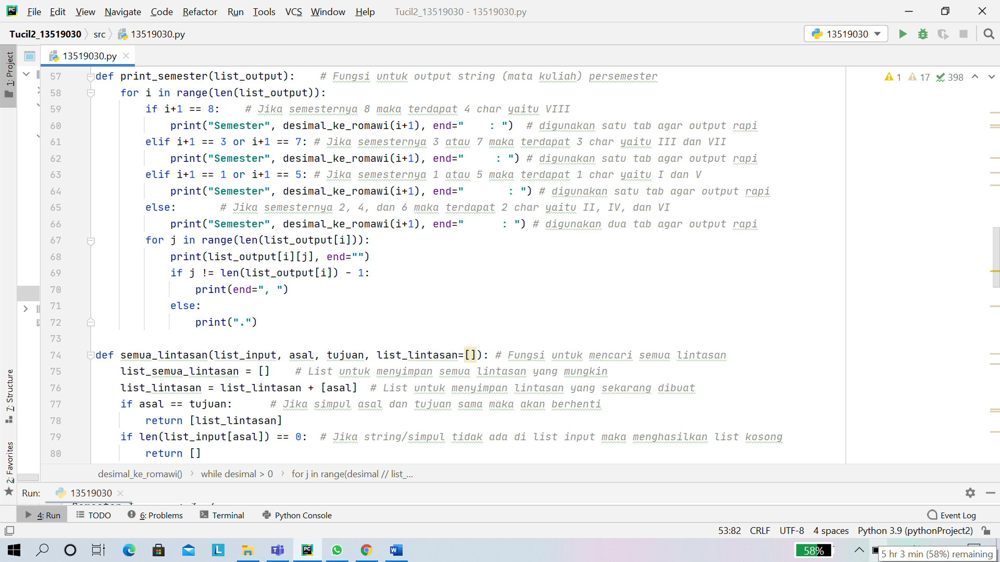 File Edit View Navigate Code Refactor Run Tools VCS Window Help Tucil2_13519030 - 13519030.py
Tucil2_13519030 src 13519030.py 13519030
1: Project
13519030.py
1 17 398
57 def print_semester(list_output):    # Fungsi untuk output string (mata kuliah) persemester
58     for i in range(len(list_output)):
59         if i+1 == 8:    # Jika semesternya 8 maka terdapat 4 char yaitu VIII
60             print("Semester", desimal_ke_romawi(i+1), end="    : ")  # digunakan satu tab agar output rapi
61         elif i+1 == 3 or i+1 == 7: # Jika semesternya 3 atau 7 maka terdapat 3 char yaitu III dan VII
62             print("Semester", desimal_ke_romawi(i+1), end="     : ") # digunakan satu tab agar output rapi
63         elif i+1 == 1 or i+1 == 5: # Jika semesternya 1 atau 5 maka terdapat 1 char yaitu I dan V
64             print("Semester", desimal_ke_romawi(i+1), end="       : ") # digunakan satu tab agar output rapi
65         else:       # Jika semesternya 2, 4, dan 6 maka terdapat 2 char yaitu II, IV, dan VI
66             print("Semester", desimal_ke_romawi(i+1), end="      : ") # digunakan dua tab agar output rapi
67         for j in range(len(list_output[i])):
68             print(list_output[i][j], end="")
69             if j != len(list_output[i]) - 1:
70                 print(end=", ")
71             else:
72                 print(".")
73
74 def semua_lintasan(list_input, asal, tujuan, list_lintasan=[]): # Fungsi untuk mencari semua lintasan
75     list_semua_lintasan = []    # List untuk menyimpan semua lintasan yang mungkin
76     list_lintasan = list_lintasan + [asal]  # List untuk menyimpan lintasan yang sekarang dibuat
77     if asal == tujuan:      # Jika simpul asal dan tujuan sama maka akan berhenti
78         return [list_lintasan]
79     if len(list_input[asal]) == 0:  # Jika string/simpul tidak ada di list input maka menghasilkan list kosong
80         return []
7: Structure
2: Favorites
desimal_ke_romawi() while desimal > 0 for j in range(desimal // list_...
Run: 13519030
4: Run TODO 6: Problems Terminal Python Console Event Log
53:82 CRLF UTF-8 4 spaces Python 3.9 (pythonProject2)
58%
5 hr 3 min (58%) remaining